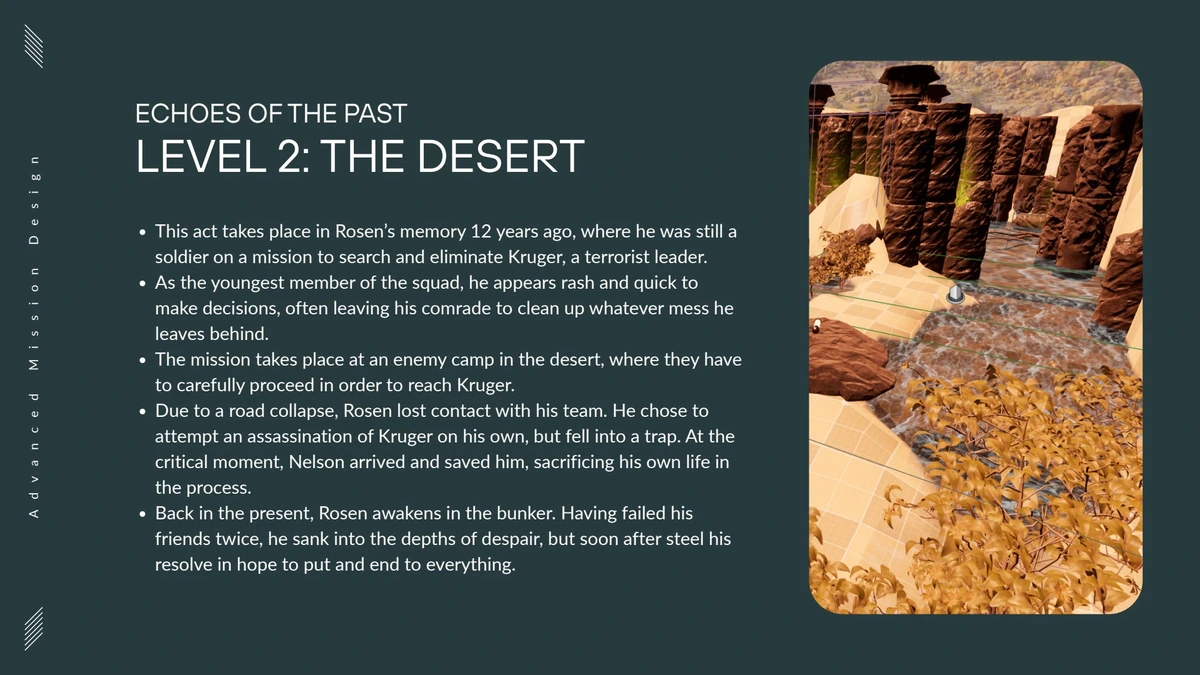 Advanced Mission Design
ECHOES OF THE PAST
LEVEL 2: THE DESERT
• This act takes place in Rosen’s memory 12 years ago, where he was still a
soldier on a mission to search and eliminate Kruger, a terrorist leader.
• As the youngest member of the squad, he appears rash and quick to
make decisions, often leaving his comrade to clean up whatever mess he
leaves behind.
• The mission takes place at an enemy camp in the desert, where they have
to carefully proceed in order to reach Kruger.
• Due to a road collapse, Rosen lost contact with his team. He chose to
attempt an assassination of Kruger on his own, but fell into a trap. At the
critical moment, Nelson arrived and saved him, sacrificing his own life in
the process.
• Back in the present, Rosen awakens in the bunker. Having failed his
friends twice, he sank into the depths of despair, but soon after steel his
resolve in hope to put and end to everything.